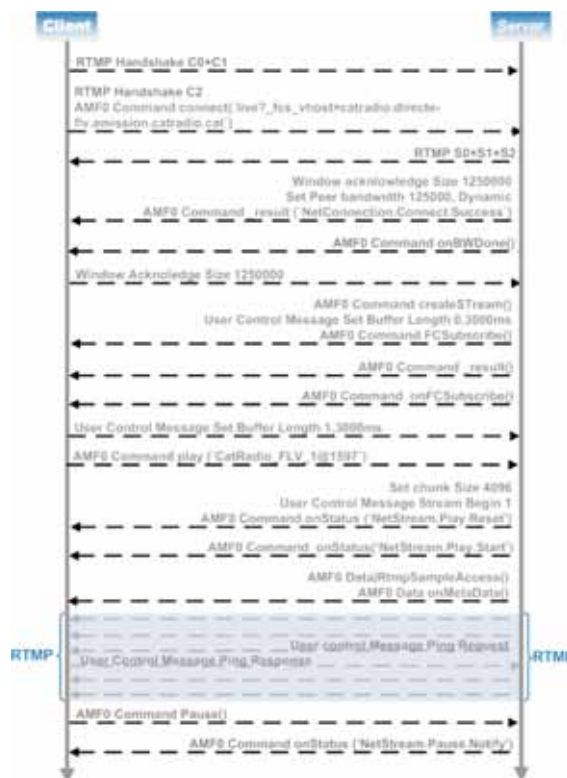 Client
Server
RTMP Handshake C0+C1
RTMP Handshake C2
AMF0 Command connect('live?_fcs_vhost=catradio.directe-
flv.emission.catradio.cat')
RTMP S0+S1+S2
Window acknlowledge Size 1250000
Set Peer bandwidth 125000, Dynamic
AMF0 Command _result ('NetConnection.Connect.Success')
AMF0 Command onBWDone()
Window Acknoledge Size 1250000
AMF0 Command createSTream()
User Control Message Set Buffer Length 0.3000ms
AMF0 Command FCSubscribe()
AMF0 Command _result()
AMF0 Command onFCSubscribe()
User Control Message Set Buffer Length 1.3000ms
AMF0 Command play ('CatRadio_FLV_1@1597')
Set chunk Size 4096
User Control Message Stream Begin 1
AMF0 Command onStatus ('NetStream.Play.Reset')
AMF0 Command onStatus('NetStream.Play.Start')
AMF0 Data|RtmpSampleAccess()
AMF0 Data onMetaData()
User control Message Ping Request
RTMP
RTM
User Control Message Ping Response
AMF0 Command Pause()
AMF0 Command onStatus ('NetStream.Pause.Notify')